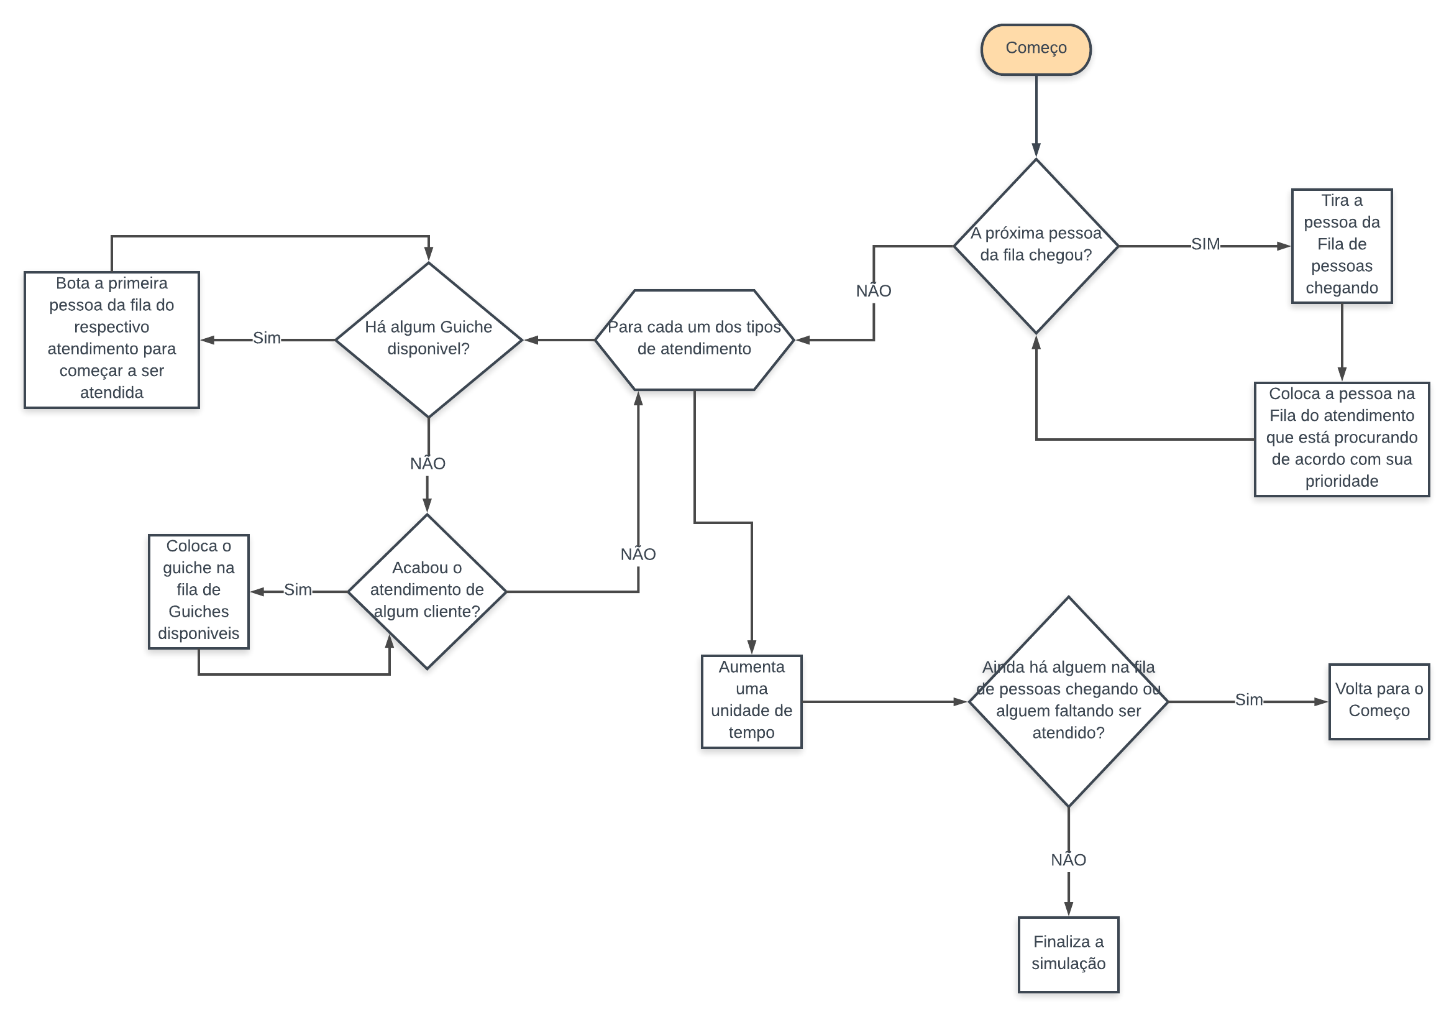 Começo
A próxima pessoa
da fila chegou?
SIM
Tira a
pessoa da
Fila de
pessoas
chegando
Coloca a pessoa na
Fila do atendimento
que está procurando
de acordo com sua
prioridade
NÃO
Para cada um dos tipos
de atendimento
Há algum Guiche
disponivel?
Sim
Bota a primeira
pessoa da fila do
respectivo
atendimento para
começar a ser
atendida
NÃO
Acabou o
atendimento de
algum cliente?
Sim
Coloca o
guiche na
fila de
Guiches
disponiveis
NÃO
Aumenta
uma
unidade de
tempo
Ainda há alguem na fila
de pessoas chegando ou
alguem faltando ser
atendido?
Sim
Volta para o
Começo
NÃO
Finaliza a
simulação